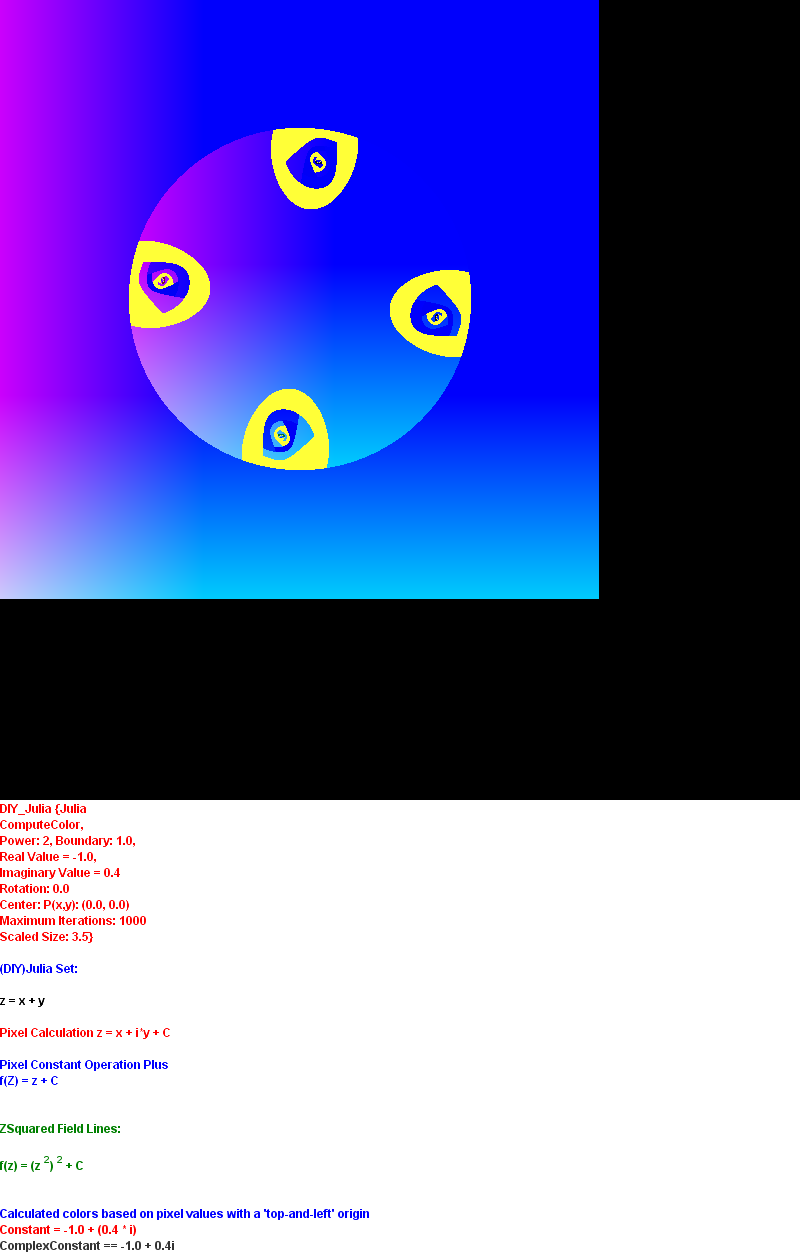 DIY_Julia {Julia
ComputeColor,
Power: 2, Boundary: 1.0,
Real Value = -1.0,
Imaginary Value = 0.4
Rotation: 0.0
Center: P(x,y): (0.0, 0.0)
Maximum Iterations: 1000
Scaled Size: 3.5}
(DIY)Julia Set:
z = x + y
Pixel Calculation z = x + i*y + C
Pixel Constant Operation Plus
f(Z) = z + C
ZSquared Field Lines:
f(z) = (z 2) 2 + C
Calculated colors based on pixel values with a 'top-and-left' origin
Constant = -1.0 + (0.4 * i)
ComplexConstant == -1.0 + 0.4i